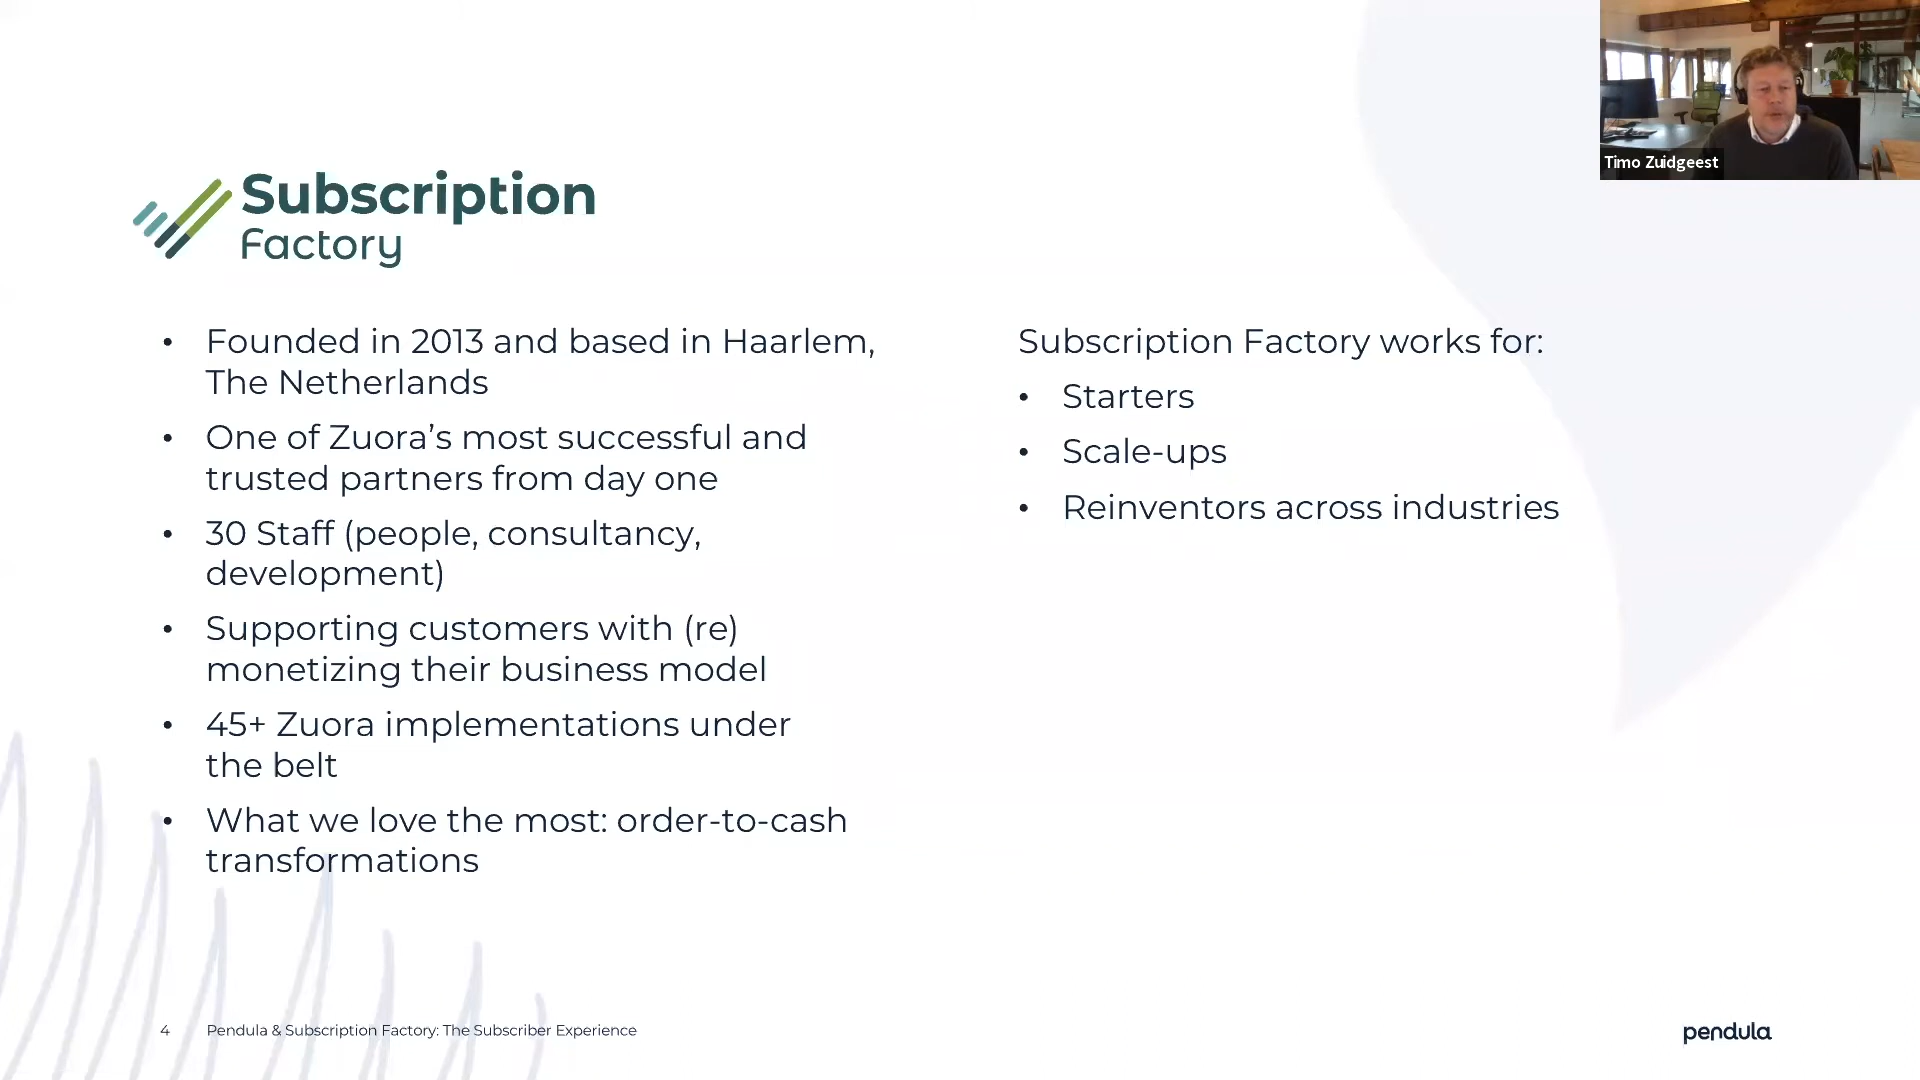 Timo Zuidgeest
Subscription
Factory
• Founded in 2013 and based in Haarlem,
The Netherlands
• One of Zuora’s most successful and
trusted partners from day one
• 30 Staff (people, consultancy,
development)
• Supporting customers with (re)
monetizing their business model
• 45+ Zuora implementations under
the belt
• What we love the most: order-to-cash
transformations
Subscription Factory works for:
• Starters
• Scale-ups
• Reinventors across industries
4 Pendula & Subscription Factory: The Subscriber Experience
pendula